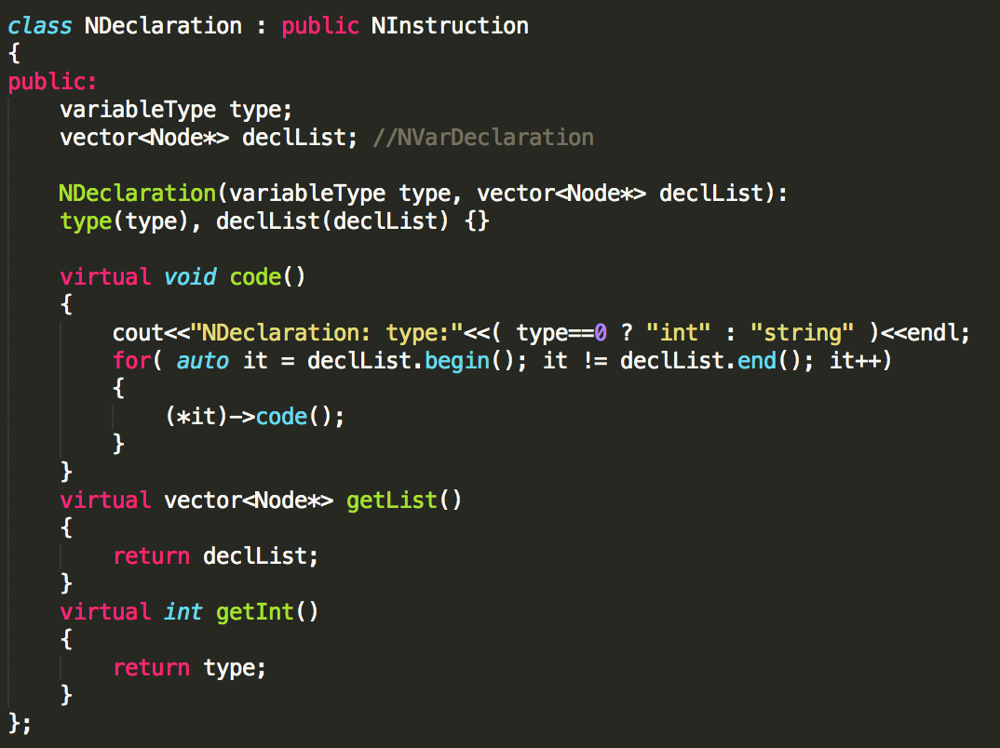 class NDeclaration : public NInstruction
{
public:
    variableType type;
    vector<Node*> declList; //NVarDeclaration

    NDeclaration(variableType type, vector<Node*> declList):
    type(type), declList(declList) {}

    virtual void code()
    {
        cout<<"NDeclaration: type:"<<( type==0 ? "int" : "string" )<<endl;
        for( auto it = declList.begin(); it != declList.end(); it++)
        {
            (*it)->code();
        }
    }
    virtual vector<Node*> getList()
    {
        return declList;
    }
    virtual int getInt()
    {
        return type;
    }
};